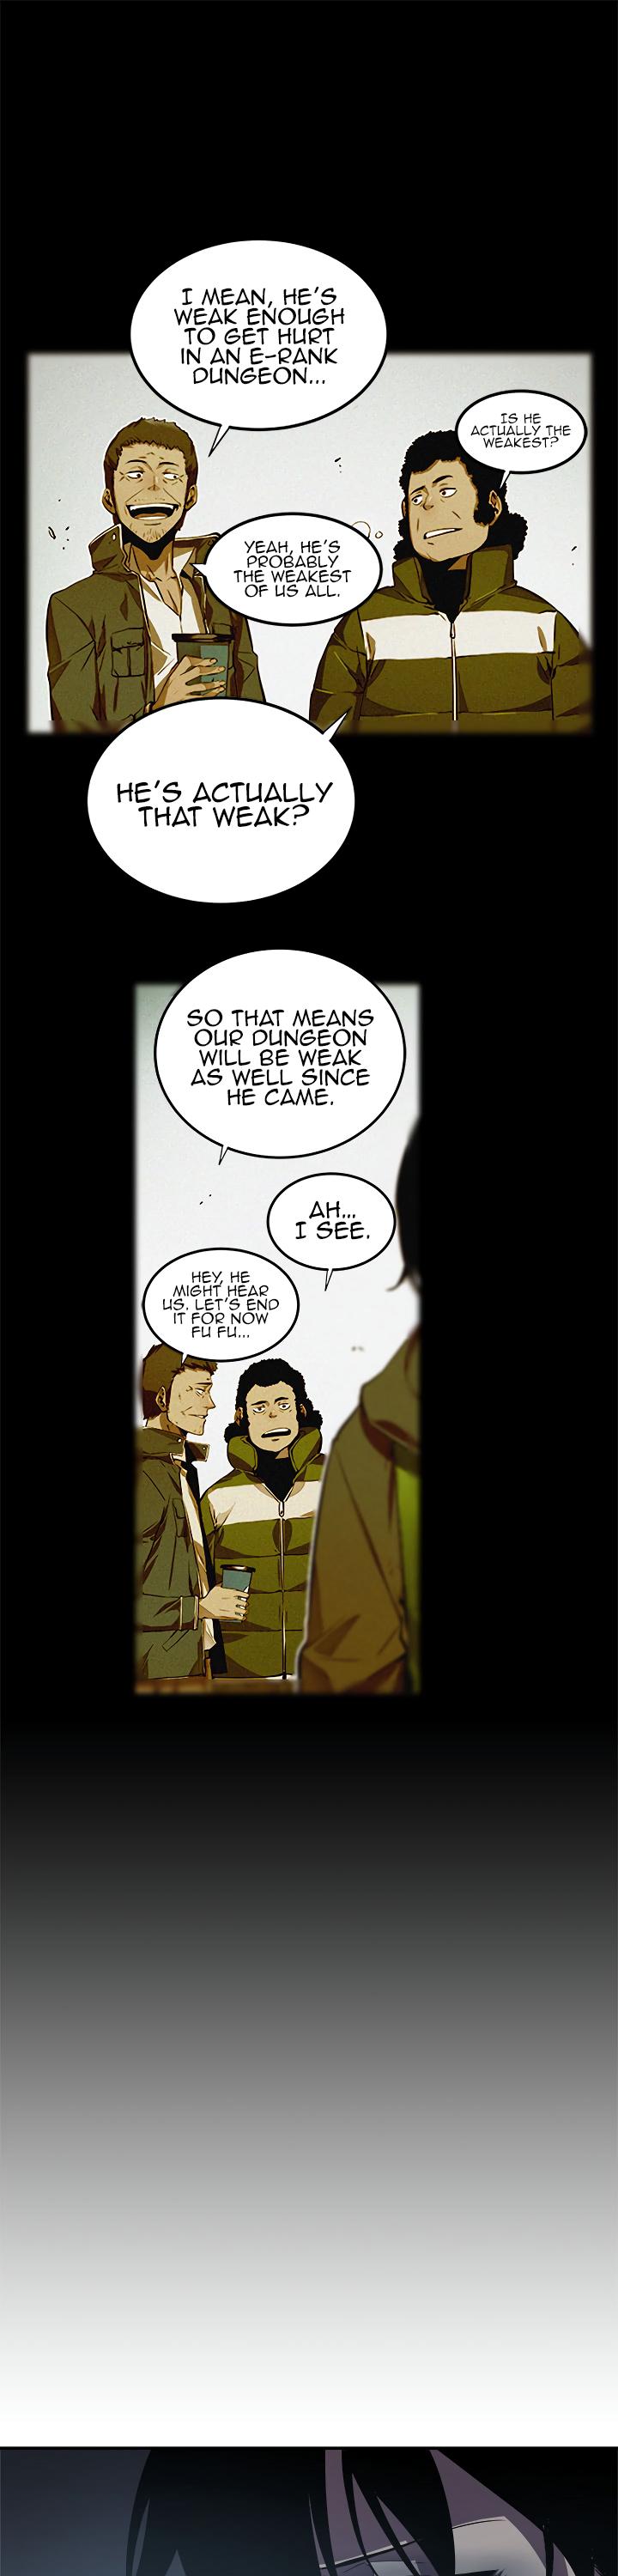 I MEAN, HE'S
WEAK ENOUGH
TO GET HURT
IN AN E-RANK
DUNGEON...
IS HE
ACTUALLY THE
WEAKEST?
YEAH, HE'S
PROBABLY
THE WEAKEST
OF US ALL.
HE'S ACTUALLY
THAT WEAK?
SO THAT MEANS
OUR DUNGEON
WILL BE WEAK
AS WELL SINCE
HE CAME.
AH...
I SEE.
HEY, HE
MIGHT HEAR
US. LET'S END
IT FOR NOW
FU FU...